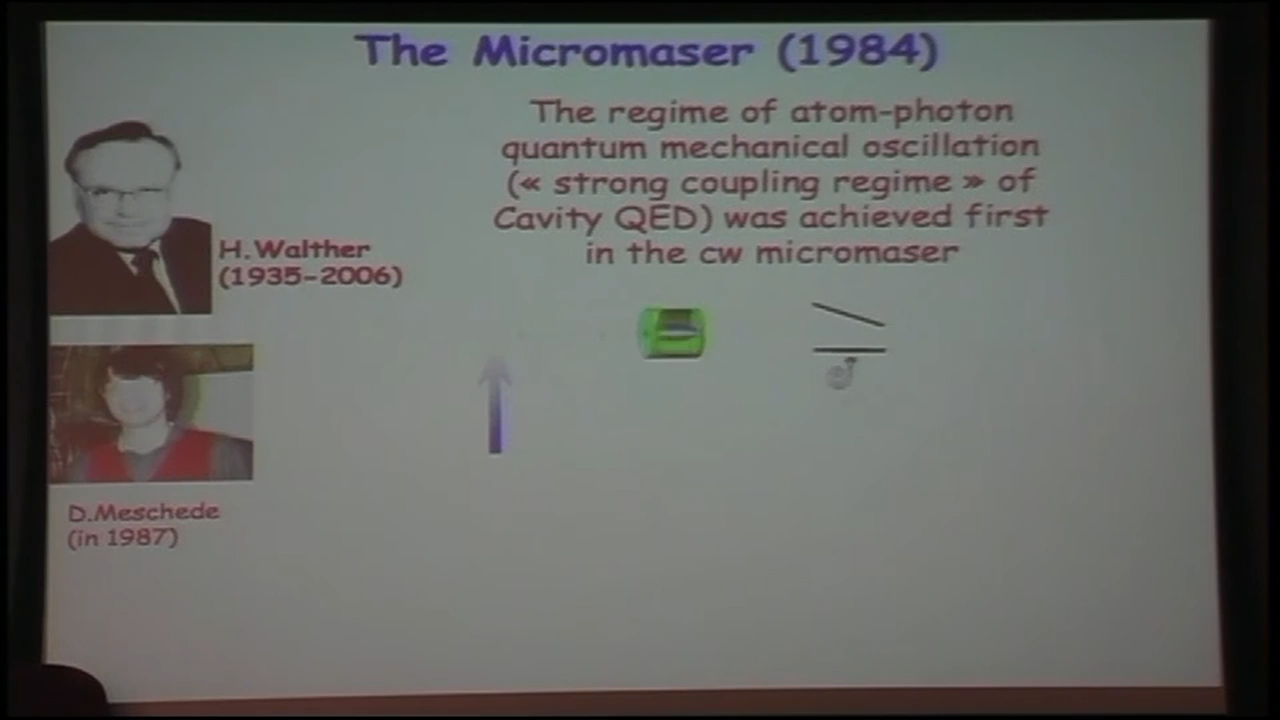 The Micromaser (1984)
The regime of atom-photon
quantum mechanical oscillation
(« strong coupling regime » of
Cavity QED) was achieved first
in the cw micromaser
H.Walther
(1935-2006)
D.Meschede
(in 1987)